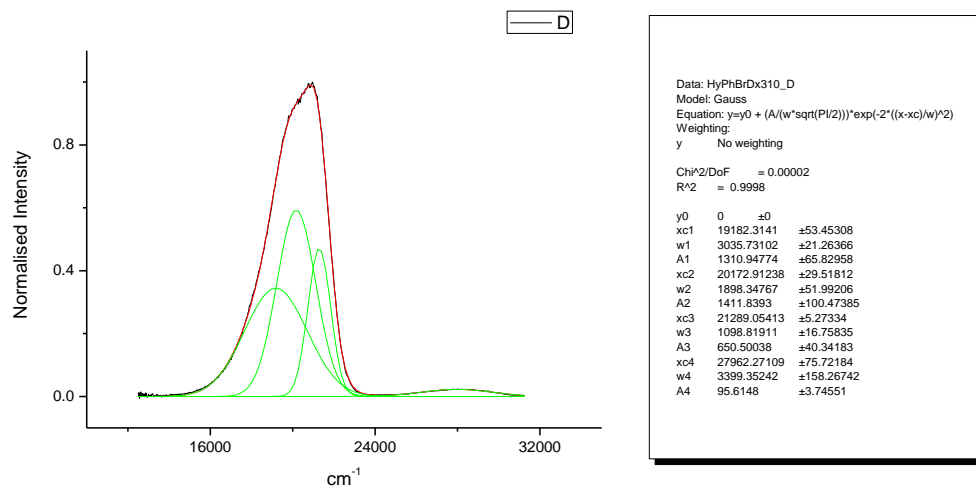 D
0.8
0.4
0.0
Normalised Intensity
16000 24000 32000
cm-1
Data: HyPhBrDx310_D
Model: Gauss
Equation: y=y0 + (A/(w*sqrt(PI/2)))*exp(-2*((x-xc)/w)^2)
Weighting:
y No weighting
Chi^2/DoF = 0.00002
R^2 = 0.9998
y0 0 ±0
xc1 19182.3141 ±53.45308
w1 3035.73102 ±21.26366
A1 1310.94774 ±65.82958
xc2 20172.91238 ±29.51812
w2 1898.34767 ±51.99206
A2 1411.8393 ±100.47385
xc3 21289.05413 ±5.27334
w3 1098.81911 ±16.75835
A3 650.50038 ±40.34183
xc4 27962.27109 ±75.72184
w4 3399.35242 ±158.26742
A4 95.6148 ±3.74551